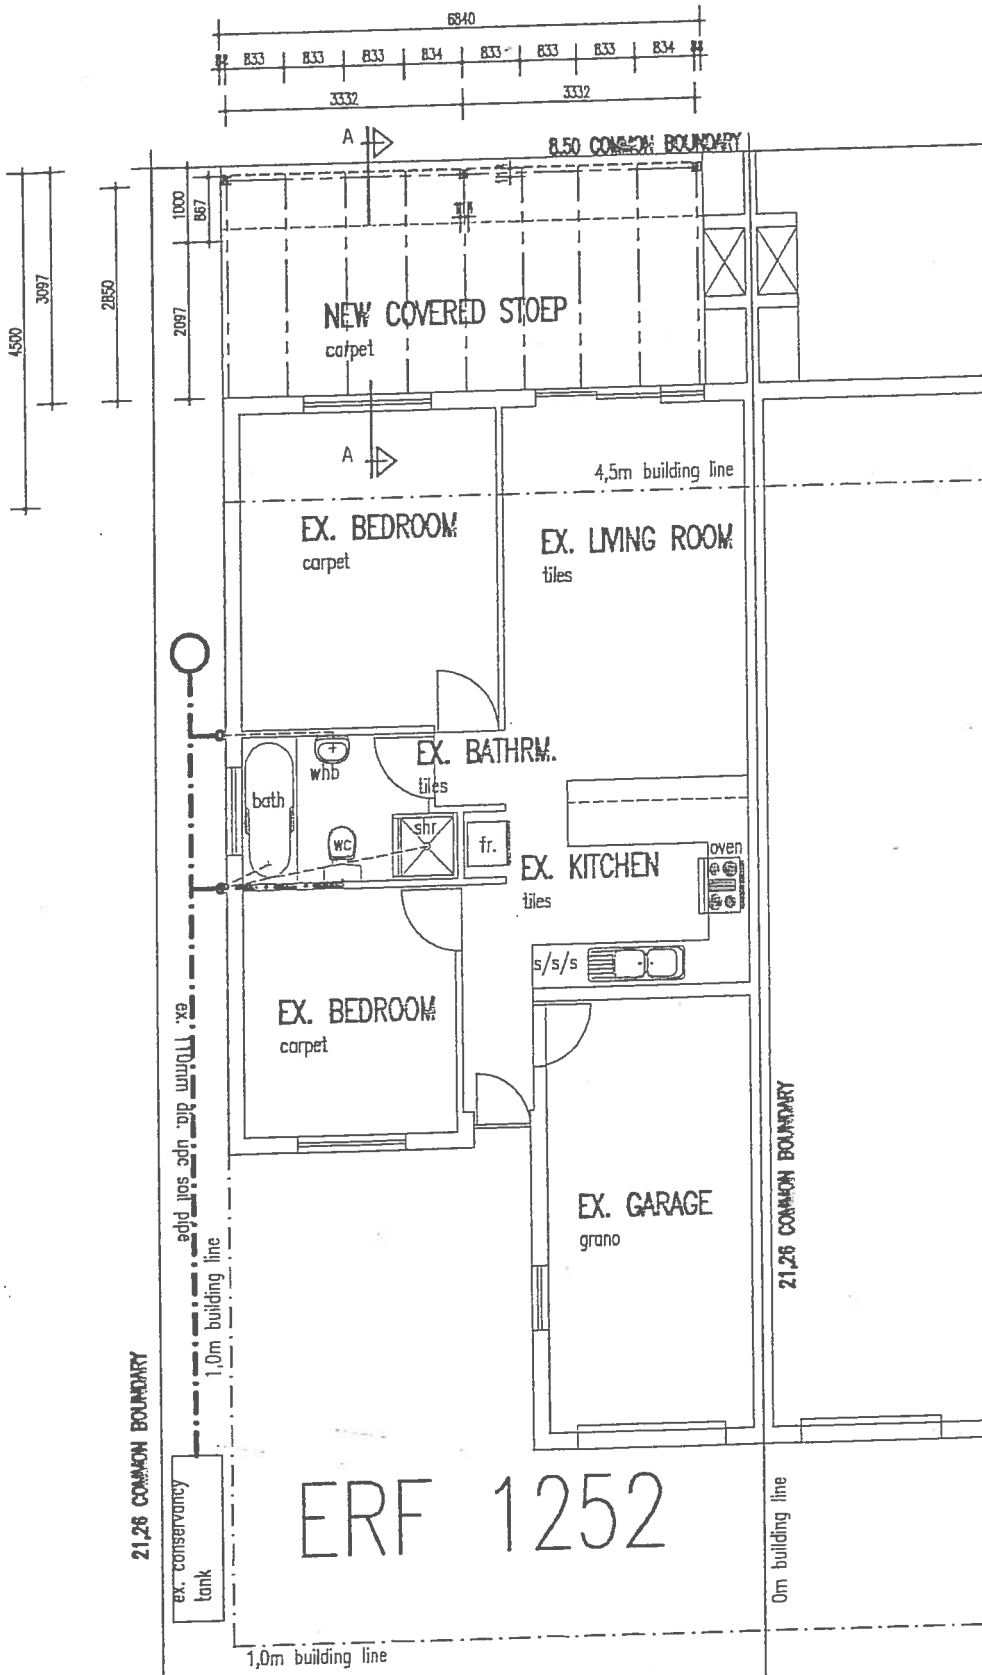 6840
833 833 833 834 833 833 833 834
3332 3332
A
8.50 COMMON BOUNDARY
1000
867
3097
2850
4500
2097
NEW COVERED STOEP
carpet
A
4,5m building line
EX. BEDROOM
carpet
EX. LIVING ROOM
tiles
EX. BATHRM.
tiles
whb
bath
shr
wc
fr.
oven
EX. KITCHEN
tiles
s/s/s
EX. BEDROOM
carpet
ex. 110mm dia. upc soil pipe
1,0m building line
EX. GARAGE
grano
21,26 COMMON BOUNDARY
21,26 COMMON BOUNDARY
ex. conservancy
tank
ERF 1252
0m building line
1,0m building line